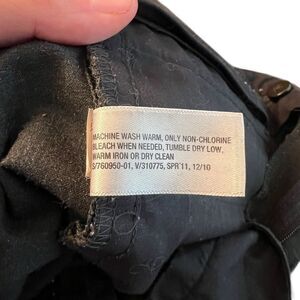 MACHINE WASH WARM, ONLY NON-CHLORINE
BLEACH WHEN NEEDED, TUMBLE DRY LOW,
WARM IRON OR DRY CLEAN
S/760950-01, V/310775, SPR'11, 12/10